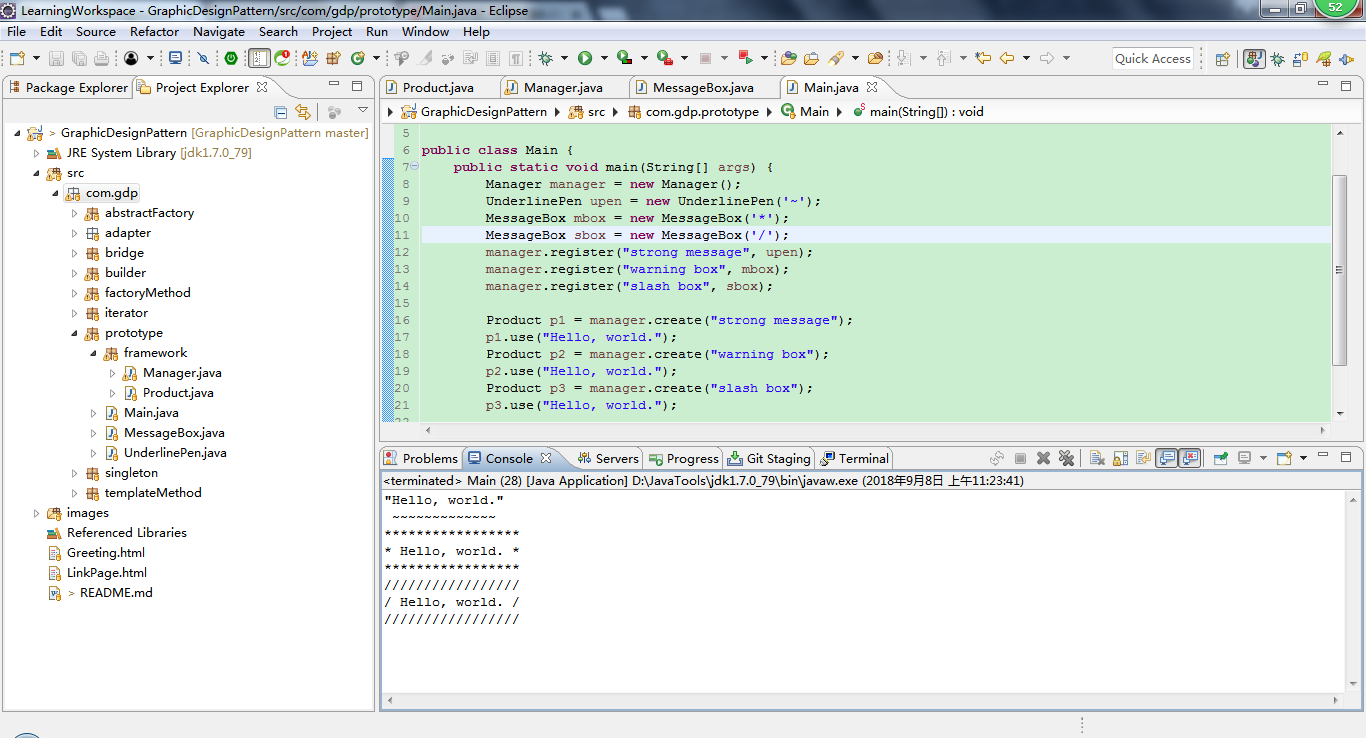 LearningWorkspace - GraphicDesignPattern/src/com/gdp/prototype/Main.java - Eclipse
52
File Edit Source Refactor Navigate Search Project Run Window Help
Quick Access
Package Explorer Project Explorer
GraphicDesignPattern [GraphicDesignPattern master]
JRE System Library [jdk1.7.0_79]
src
com.gdp
abstractFactory
adapter
bridge
builder
factoryMethod
iterator
prototype
framework
Manager.java
Product.java
Main.java
MessageBox.java
UnderlinePen.java
singleton
templateMethod
images
Referenced Libraries
Greeting.html
LinkPage.html
> README.md
Product.java Manager.java MessageBox.java Main.java
GraphicDesignPattern src com.gdp.prototype Main main(String[]) : void
5
6 public class Main {
7 public static void main(String[] args) {
8 Manager manager = new Manager();
9 UnderlinePen upen = new UnderlinePen('~');
10 MessageBox mbox = new MessageBox('*');
11 MessageBox sbox = new MessageBox('/');
12 manager.register("strong message", upen);
13 manager.register("warning box", mbox);
14 manager.register("slash box", sbox);
15
16 Product p1 = manager.create("strong message");
17 p1.use("Hello, world.");
18 Product p2 = manager.create("warning box");
19 p2.use("Hello, world.");
20 Product p3 = manager.create("slash box");
21 p3.use("Hello, world.");
Problems Console Servers Progress Git Staging Terminal
<terminated> Main (28) [Java Application] D:\JavaTools\jdk1.7.0_79\bin\javaw.exe (2018年9月8日 上午11:23:41)
"Hello, world."
~~~~~~~~~~~~~
*****************
* Hello, world. *
*****************
/////////////////
/ Hello, world. /
/////////////////